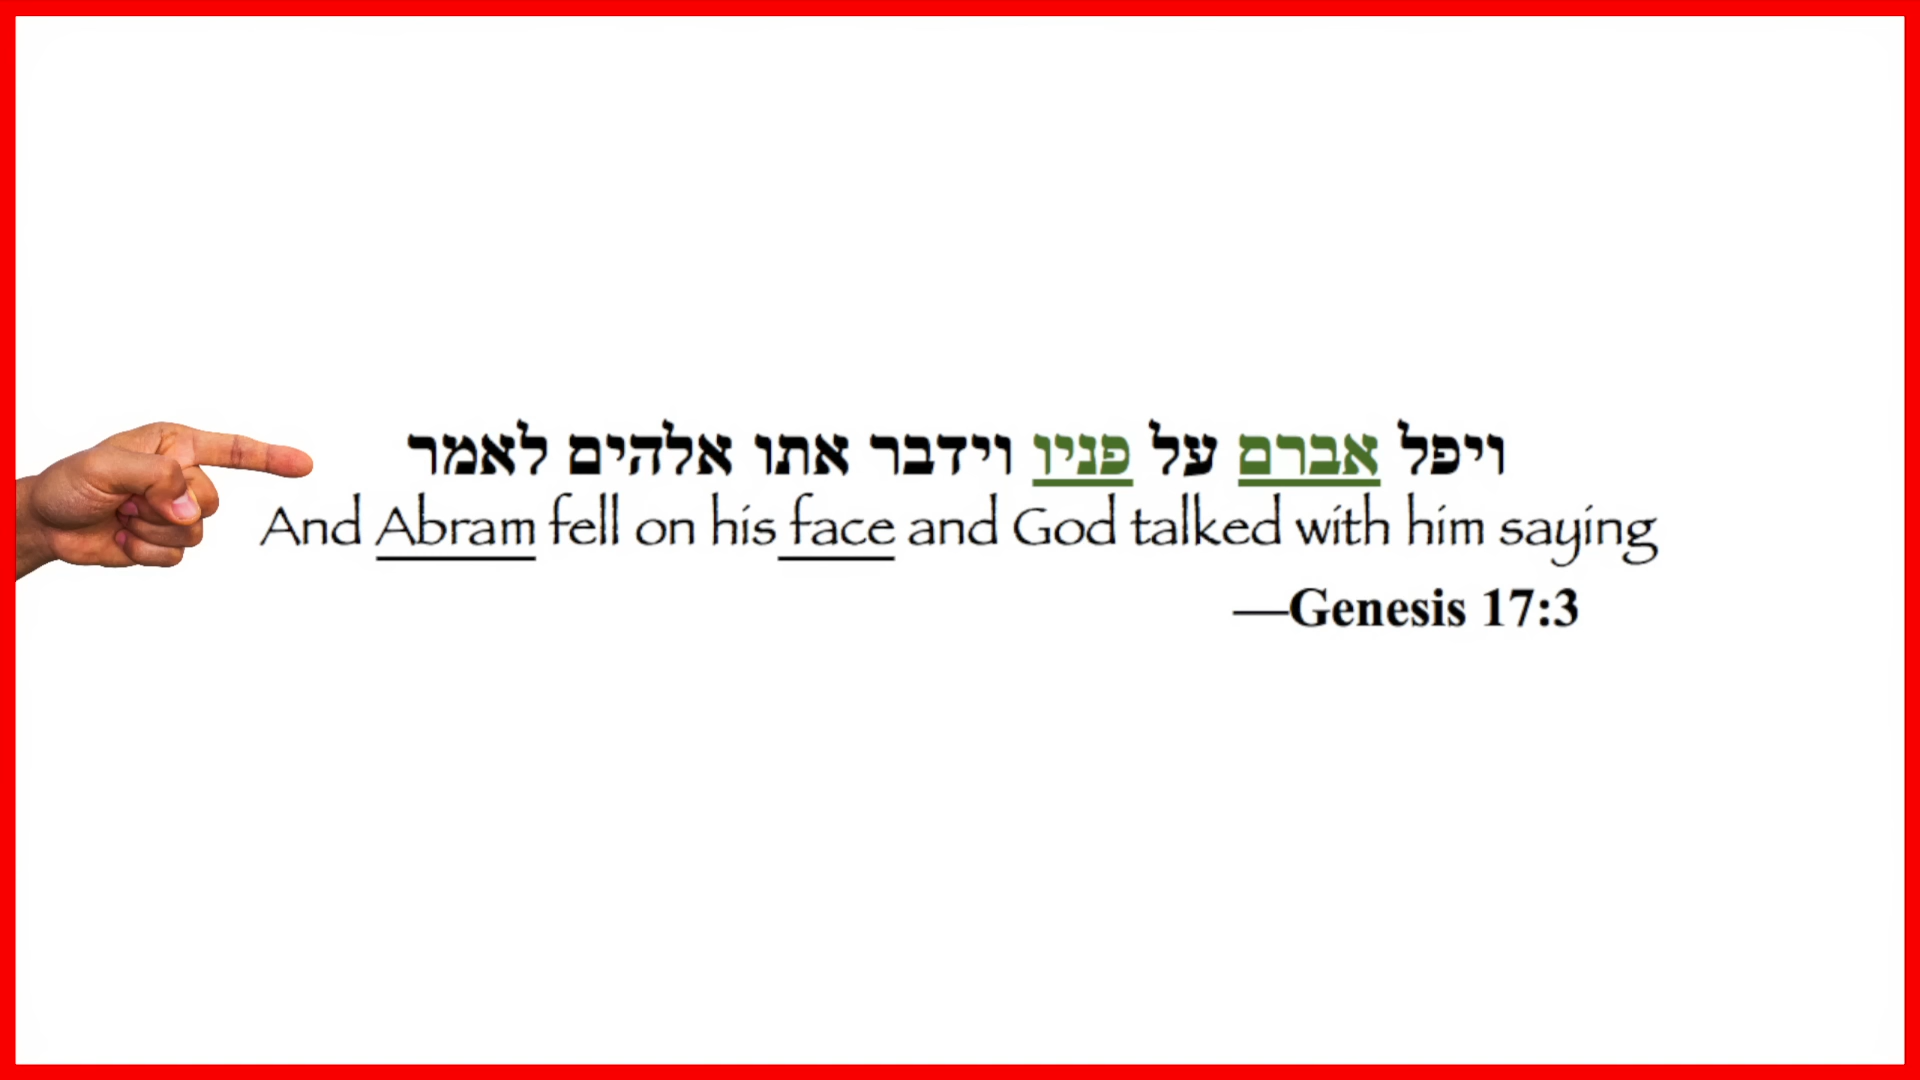 ויפל אברם על פניו וידבר אתו אלהים לאמר
And Abram fell on his face and God talked with him saying
—Genesis 17:3